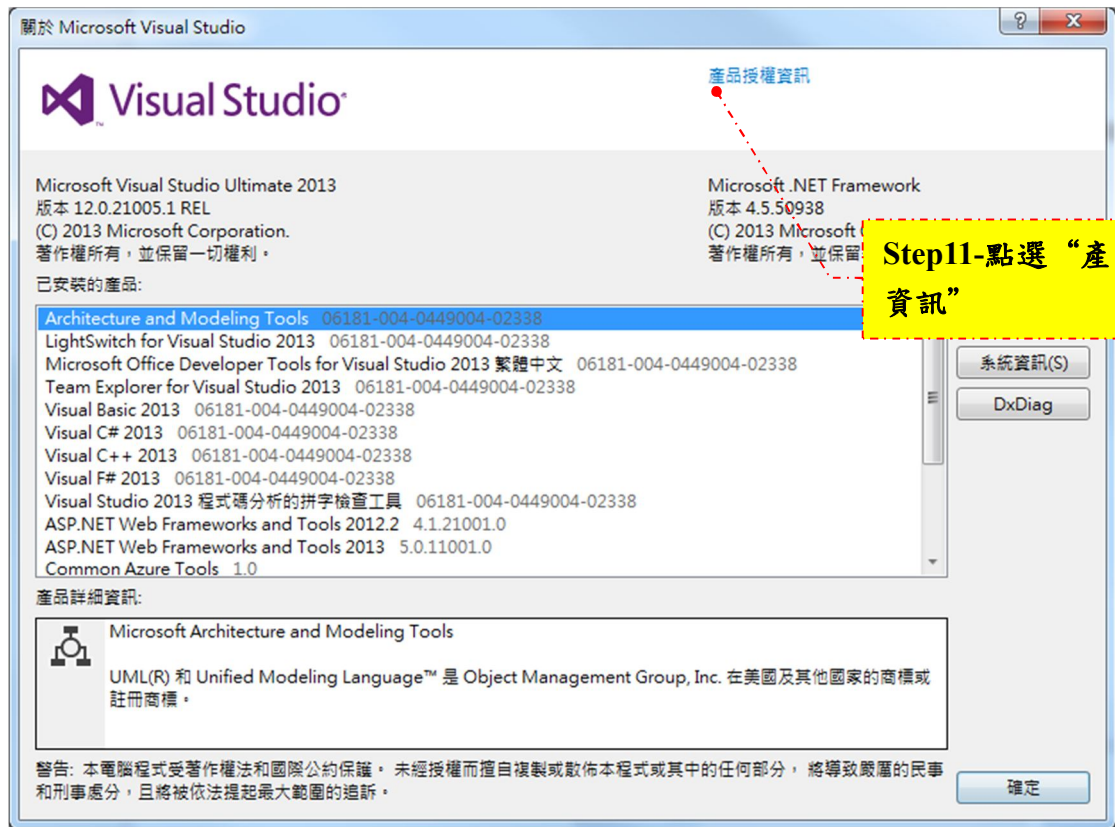 關於 Microsoft Visual Studio
Visual Studio
產品授權資訊
Microsoft Visual Studio Ultimate 2013
版本 12.0.21005.1 REL
(C) 2013 Microsoft Corporation.
著作權所有，並保留一切權利。
Microsoft .NET Framework
版本 4.5.50938
(C) 2013 Microsoft
著作權所有，並保留
Step11-點選“產
資訊”
已安裝的產品:
Architecture and Modeling Tools 06181-004-0449004-02338
LightSwitch for Visual Studio 2013 06181-004-0449004-02338
Microsoft Office Developer Tools for Visual Studio 2013 繁體中文 06181-004-0449004-02338
Team Explorer for Visual Studio 2013 06181-004-0449004-02338
Visual Basic 2013 06181-004-0449004-02338
Visual C# 2013 06181-004-0449004-02338
Visual C++ 2013 06181-004-0449004-02338
Visual F# 2013 06181-004-0449004-02338
Visual Studio 2013 程式碼分析的拼字檢查工具 06181-004-0449004-02338
ASP.NET Web Frameworks and Tools 2012.2 4.1.21001.0
ASP.NET Web Frameworks and Tools 2013 5.0.11001.0
Common Azure Tools 1.0
系統資訊(S)
DxDiag
產品詳細資訊:
Microsoft Architecture and Modeling Tools
UML(R) 和 Unified Modeling Language™ 是 Object Management Group, Inc. 在美國及其他國家的商標或
註冊商標。
警告: 本電腦程式受著作權法和國際公約保護。 未經授權而擅自複製或散佈本程式或其中的任何部分， 將導致嚴厲的民事
和刑事處分，且將被依法提起最大範圍的追訴。
確定